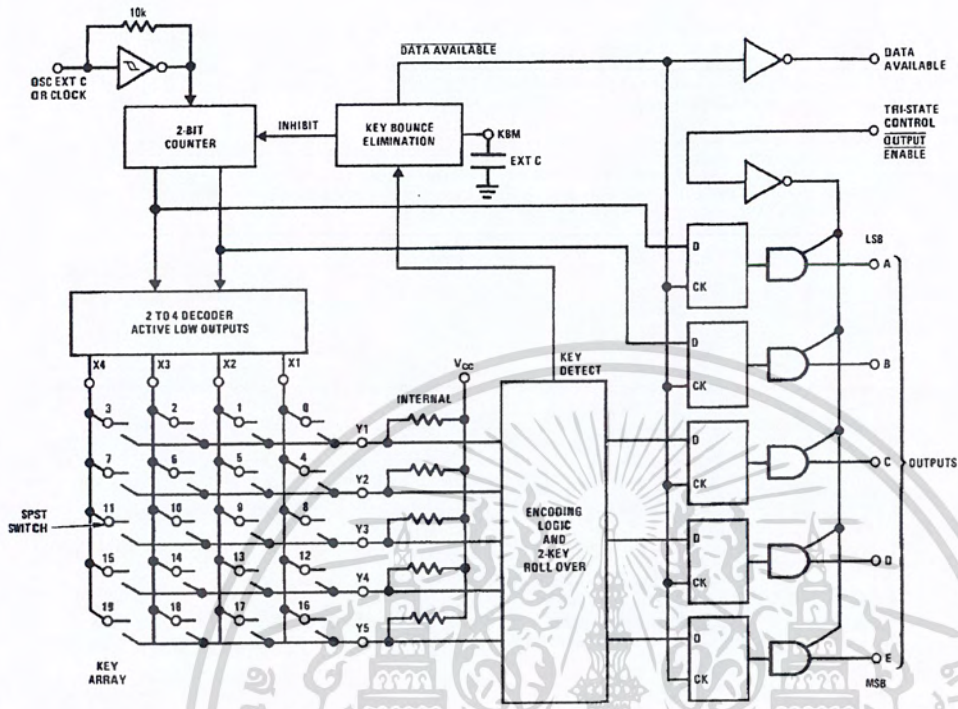 10k
OSC EXT C
OR CLOCK
2-BIT
COUNTER
INHIBIT
KEY BOUNCE
ELIMINATION
DATA AVAILABLE
KBM
EXT C
DATA
AVAILABLE
TRI-STATE
CONTROL
OUTPUT
ENABLE
2 TO 4 DECODER
ACTIVE LOW OUTPUTS
X4 X3 X2 X1
3 2 1 0 Y1
7 6 5 4 Y2
11 10 9 8 Y3
15 14 13 12 Y4
19 18 17 16 Y5
SPST
SWITCH
KEY
ARRAY
INTERNAL
VCC
KEY
DETECT
ENCODING
LOGIC
AND
2-KEY
ROLL OVER
D
CK
LSB
A
D
CK
B
D
CK
C
D
CK
D
D
CK
E
MSB
OUTPUTS